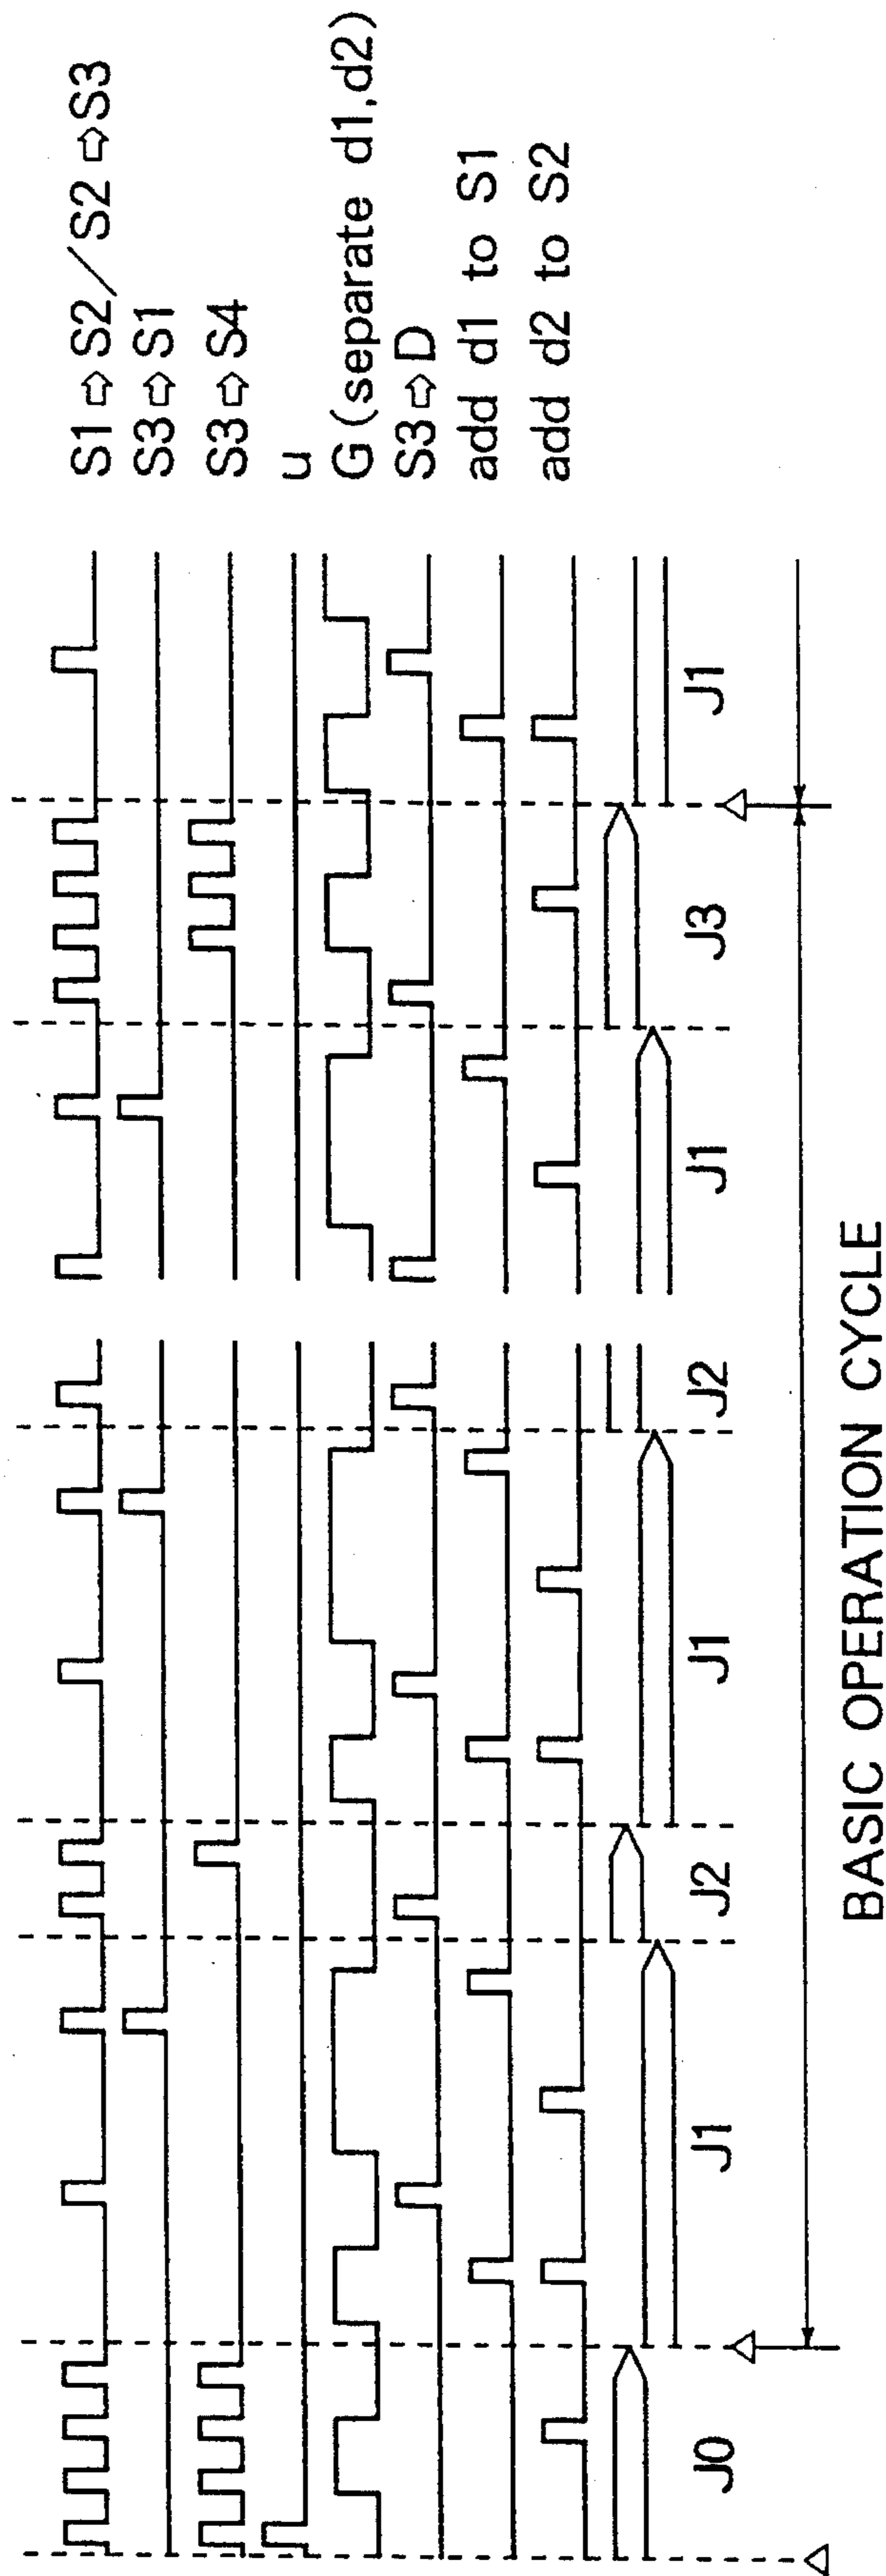 S1⇨S2/S2⇨S3
S3⇨S1
S3⇨S4
u
G(separate d1,d2)
S3⇨D
add d1 to S1
add d2 to S2
J0 J1 J2 J1 J2 J1 J3 J1
BASIC OPERATION CYCLE